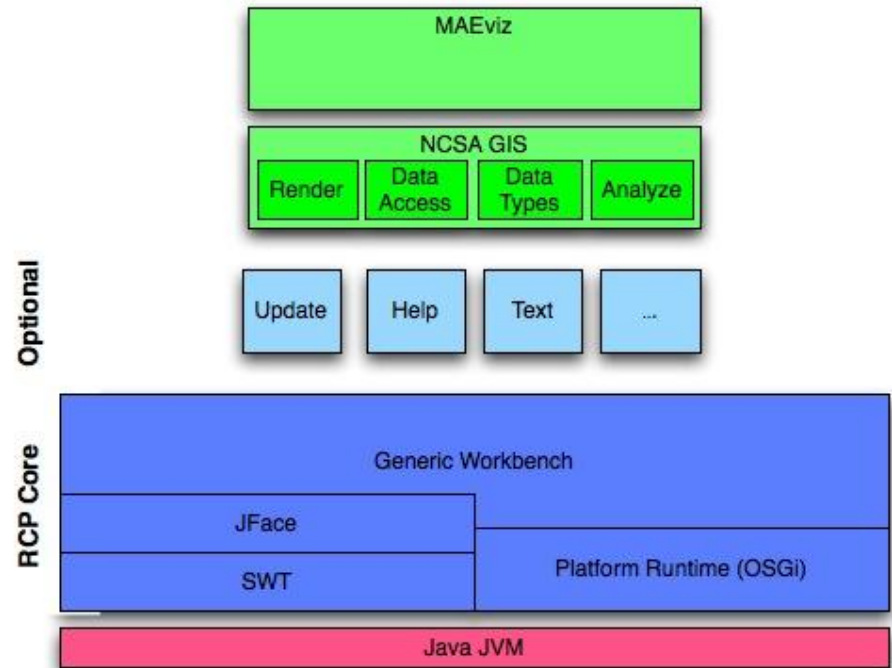 MAEviz
NCSA GIS
Render
Data
Access
Data
Types
Analyze
Optional
Update
Help
Text
...
RCP Core
Generic Workbench
JFace
SWT
Platform Runtime (OSGi)
Java JVM